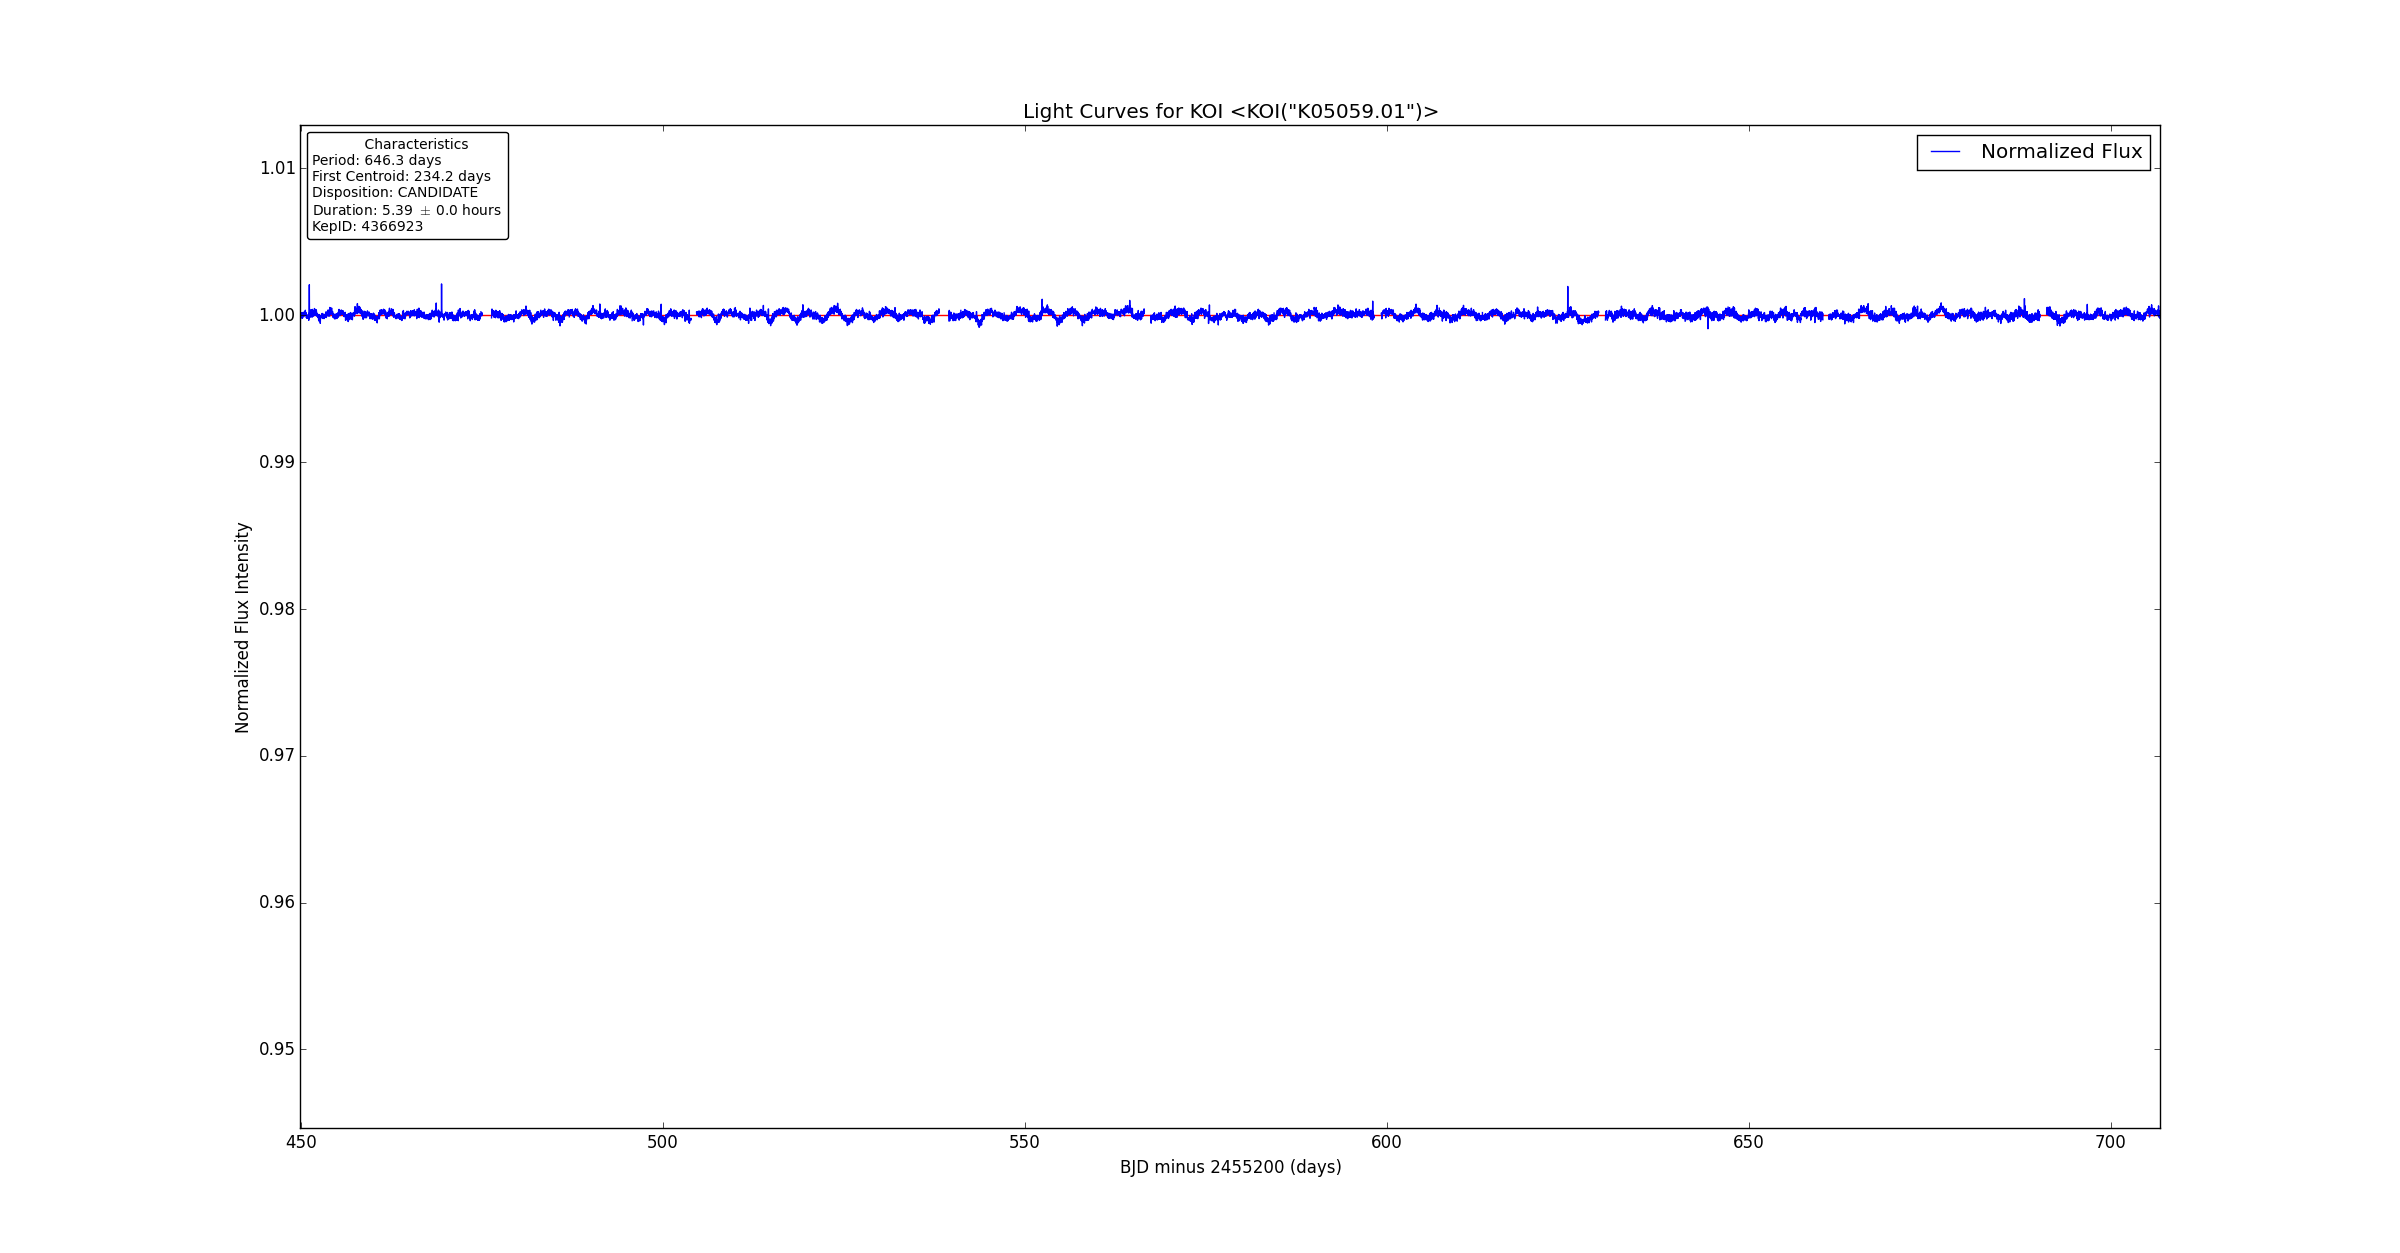 Light Curves for KOI <KOI("K05059.01")>
Characteristics
Period: 646.3 days
First Centroid: 234.2 days
Disposition: CANDIDATE
Duration: 5.39 ± 0.0 hours
KepID: 4366923
Normalized Flux
1.01
1.00
0.99
0.98
0.97
0.96
0.95
Normalized Flux Intensity
450 500 550 600 650 700
BJD minus 2455200 (days)